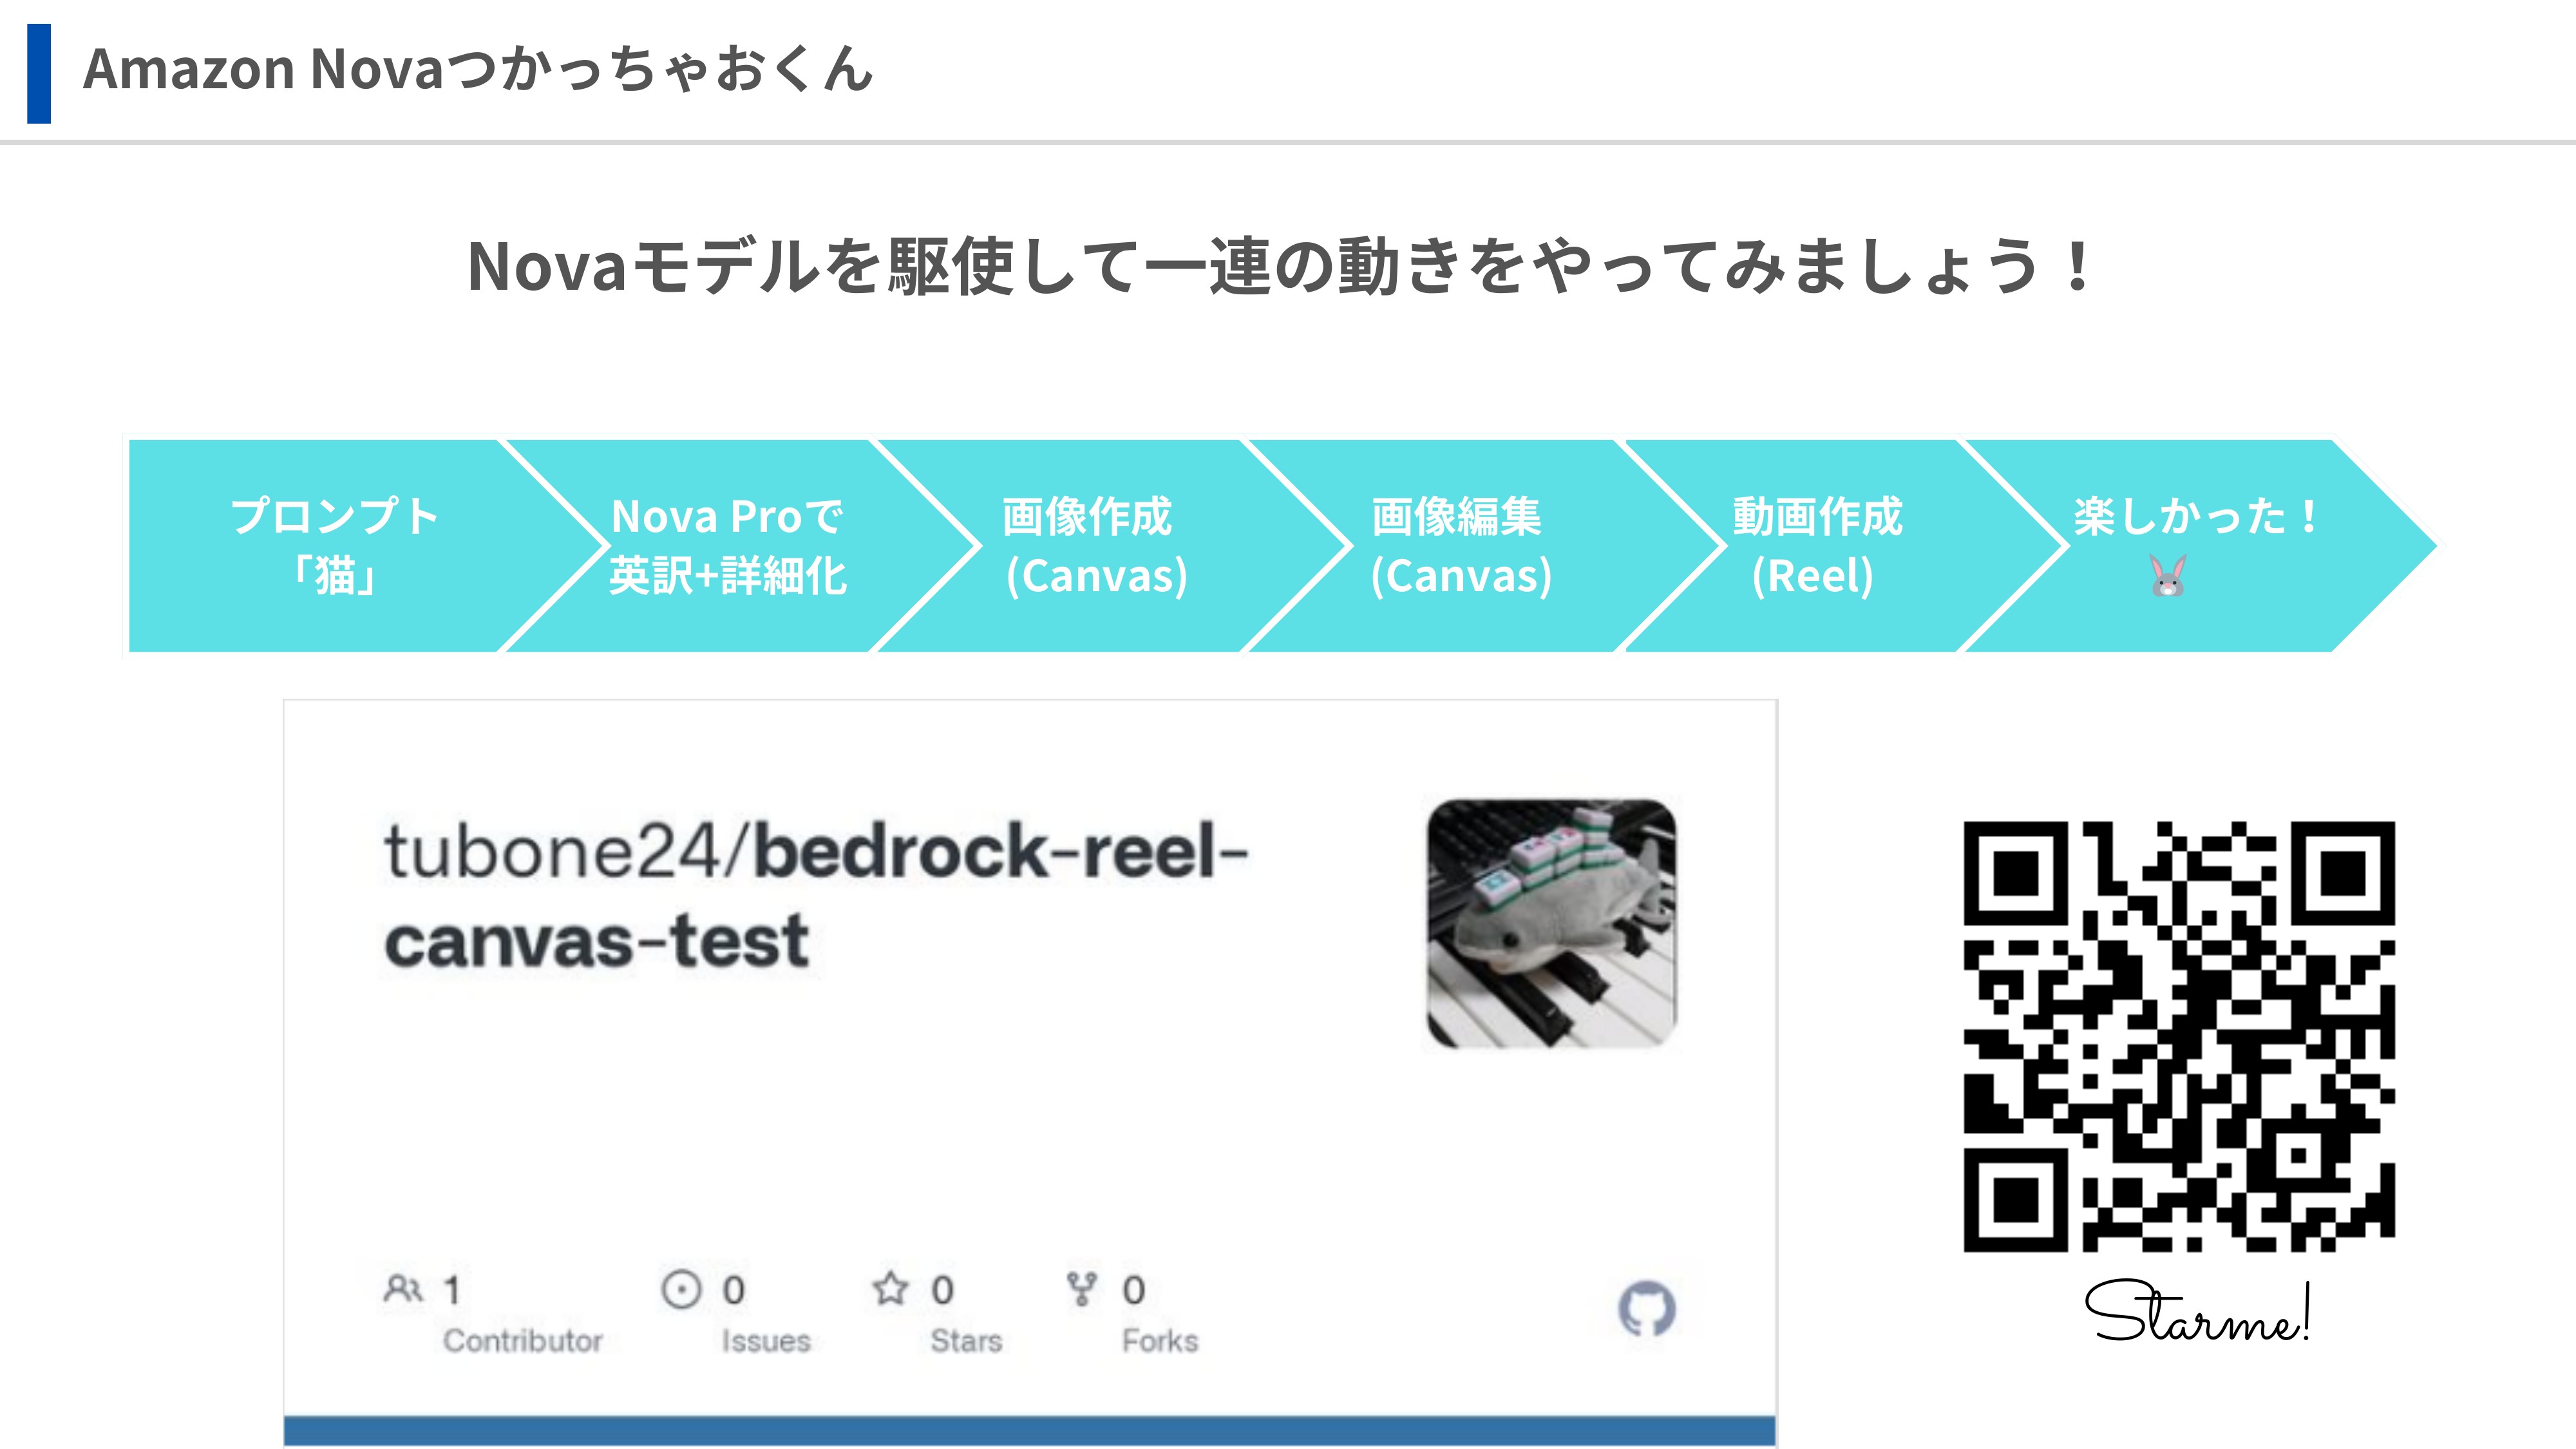 Amazon Novaつかっちゃおくん
Novaモデルを駆使して一連の動きをやってみましょう！
プロンプト
「猫」
Nova Proで
英訳+詳細化
画像作成
(Canvas)
画像編集
(Canvas)
動画作成
(Reel)
楽しかった！
tubone24/bedrock-reel-
canvas-test
1
Contributor
0
Issues
0
Stars
0
Forks
Starme!